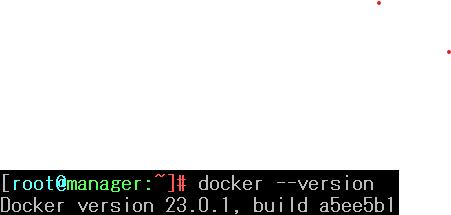 [root@manager:~]# docker --version
Docker version 23.0.1, build a5ee5b1